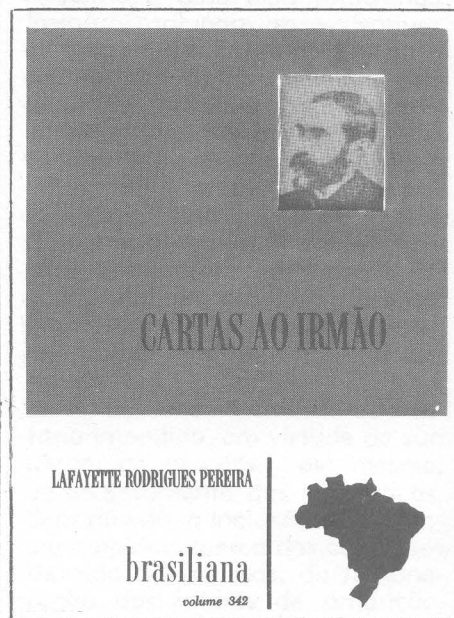 CARTAS AO IRMÃO
LAFAYETTE RODRIGUES PEREIRA
brasiliana
volume 342